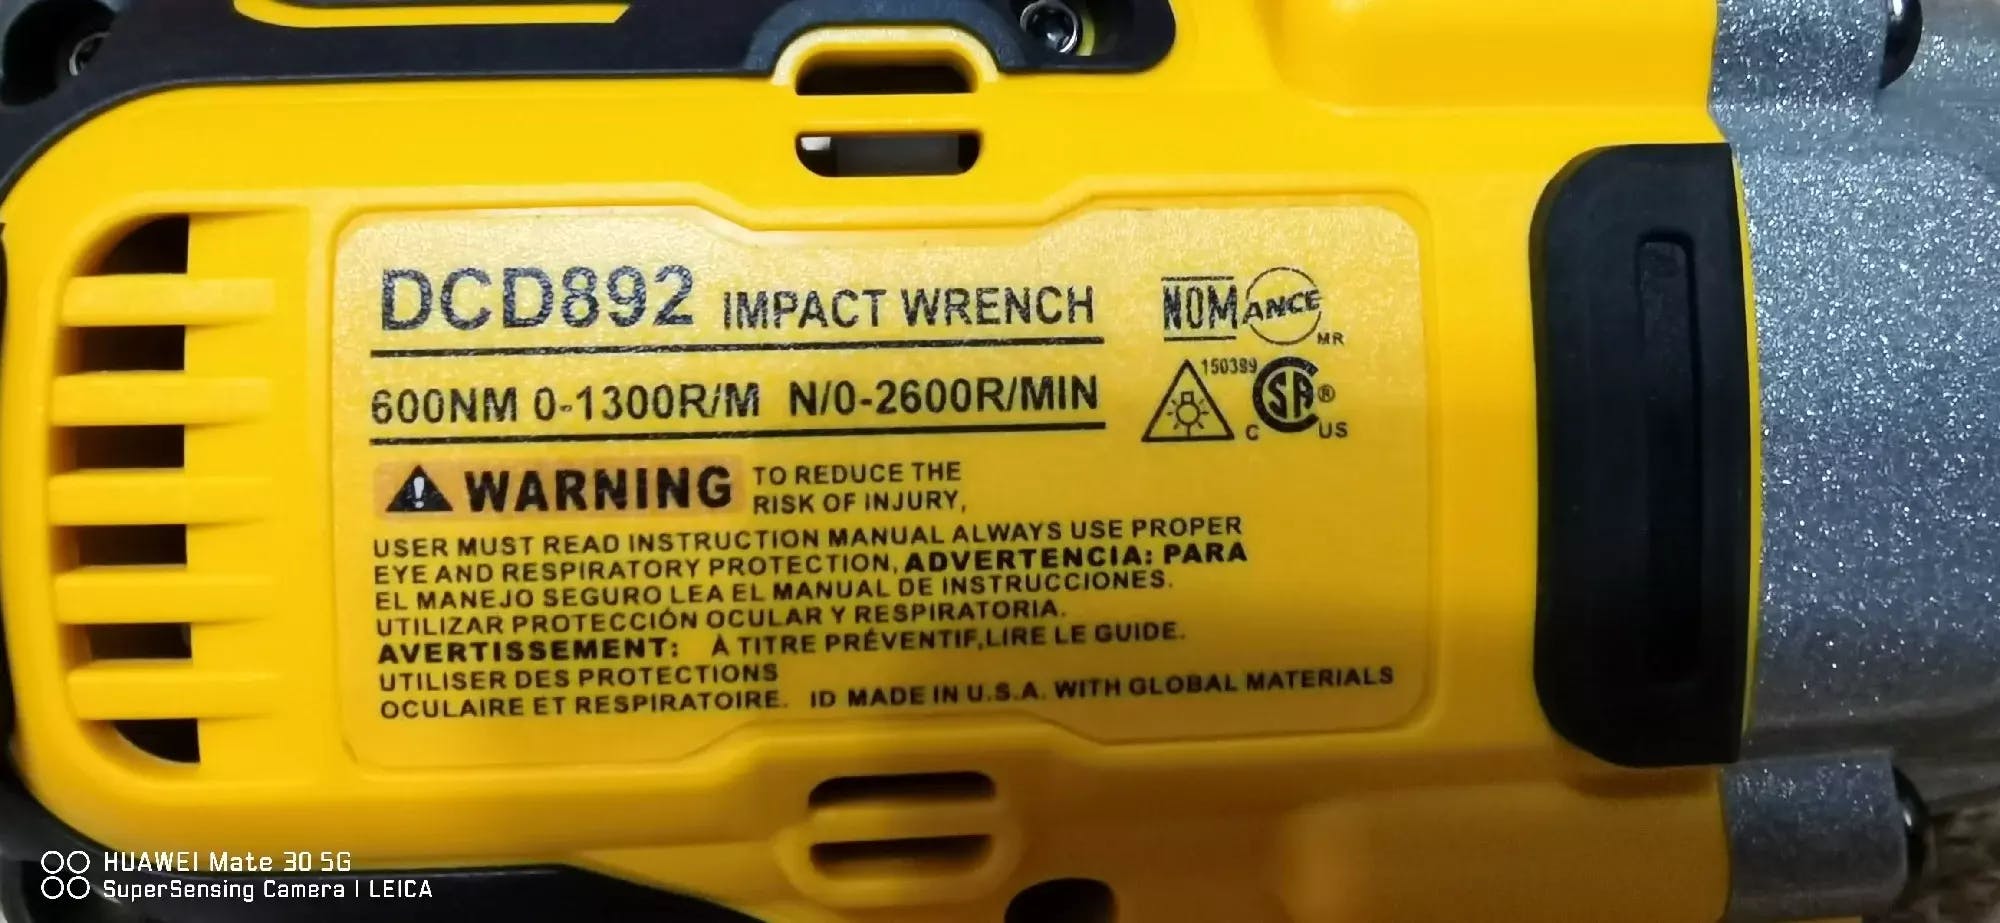 DCD892 IMPACT WRENCH
NOM ANCE MR
600NM 0-1300R/M N/0-2600R/MIN
150389 C SA® US
WARNING TO REDUCE THE
RISK OF INJURY,
USER MUST READ INSTRUCTION MANUAL ALWAYS USE PROPER
EYE AND RESPIRATORY PROTECTION, ADVERTENCIA: PARA
EL MANEJO SEGURO LEA EL MANUAL DE INSTRUCCIONES.
UTILIZAR PROTECCIÓN OCULAR Y RESPIRATORIA.
AVERTISSEMENT: À TITRE PRÉVENTIF,LIRE LE GUIDE.
UTILISER DES PROTECTIONS
OCULAIRE ET RESPIRATOIRE. ID MADE IN U.S.A. WITH GLOBAL MATERIALS
HUAWEI Mate 30 5G
SuperSensing Camera | LEICA